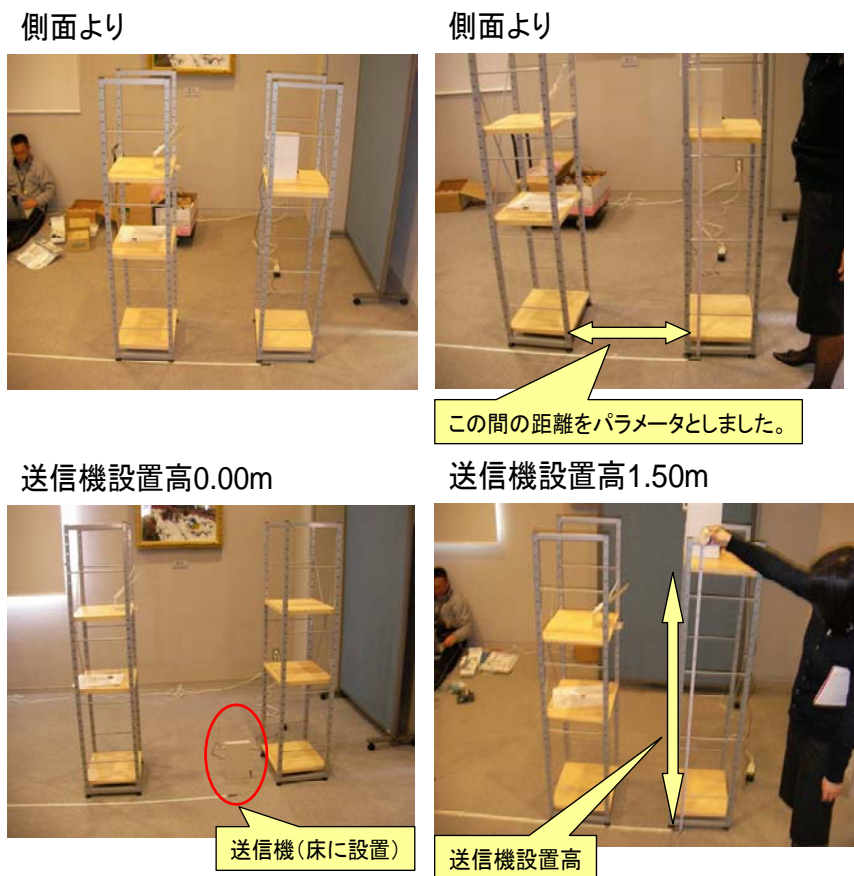 側面より
側面より
この間の距離をパラメータとしました。
送信機設置高0.00m
送信機設置高1.50m
送信機（床に設置）
送信機設置高